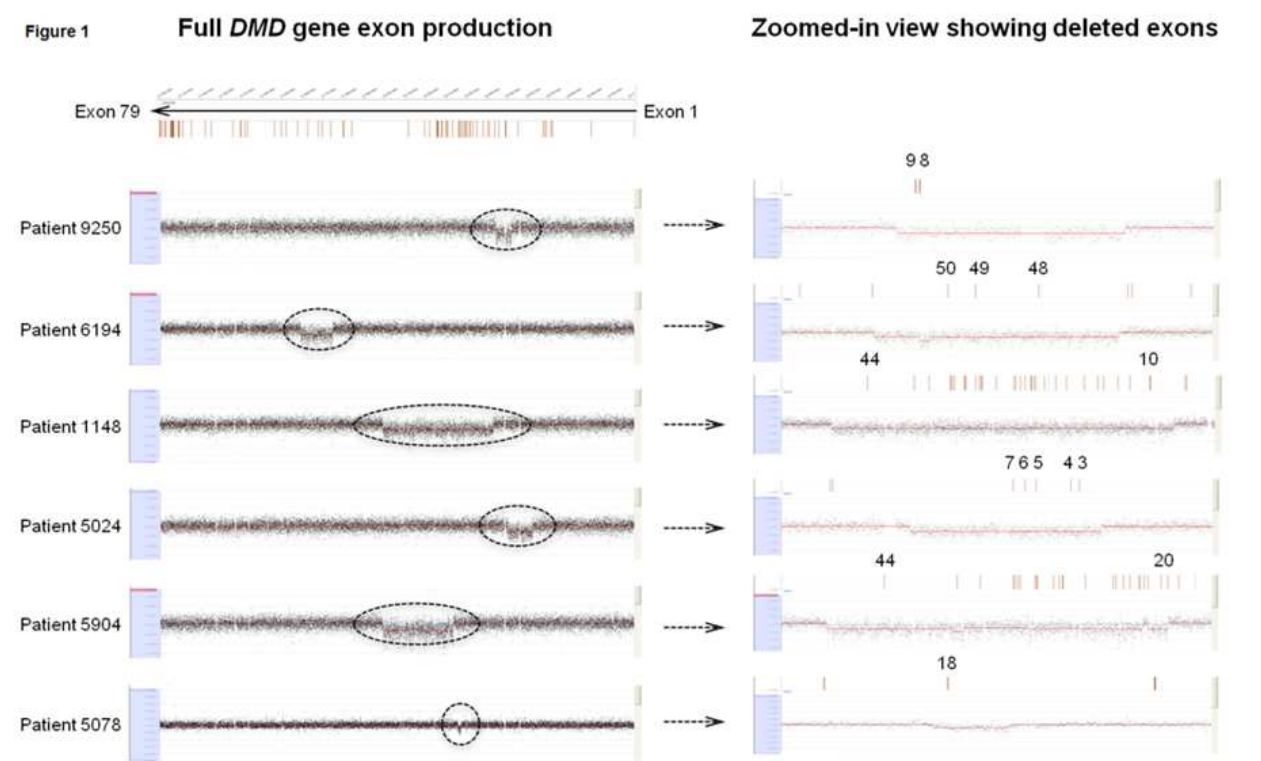 Figure 1
Full DMD gene exon production
Zoomed-in view showing deleted exons
Exon 79
Exon 1
9 8
Patient 9250
50 49 48
Patient 6194
44 10
Patient 1148
7 6 5 4 3
Patient 5024
44 20
Patient 5904
18
Patient 5078